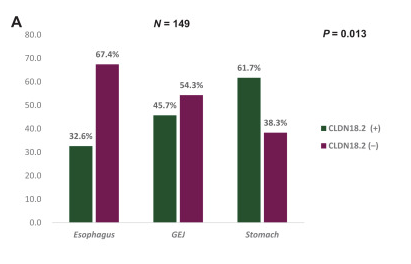 A
N = 149
P = 0.013
80.0
70.0
60.0
50.0
40.0
30.0
20.0
10.0
0.0
32.6%
67.4%
45.7%
54.3%
61.7%
38.3%
Esophagus
GEJ
Stomach
CLDN18.2 (+)
CLDN18.2 (–)